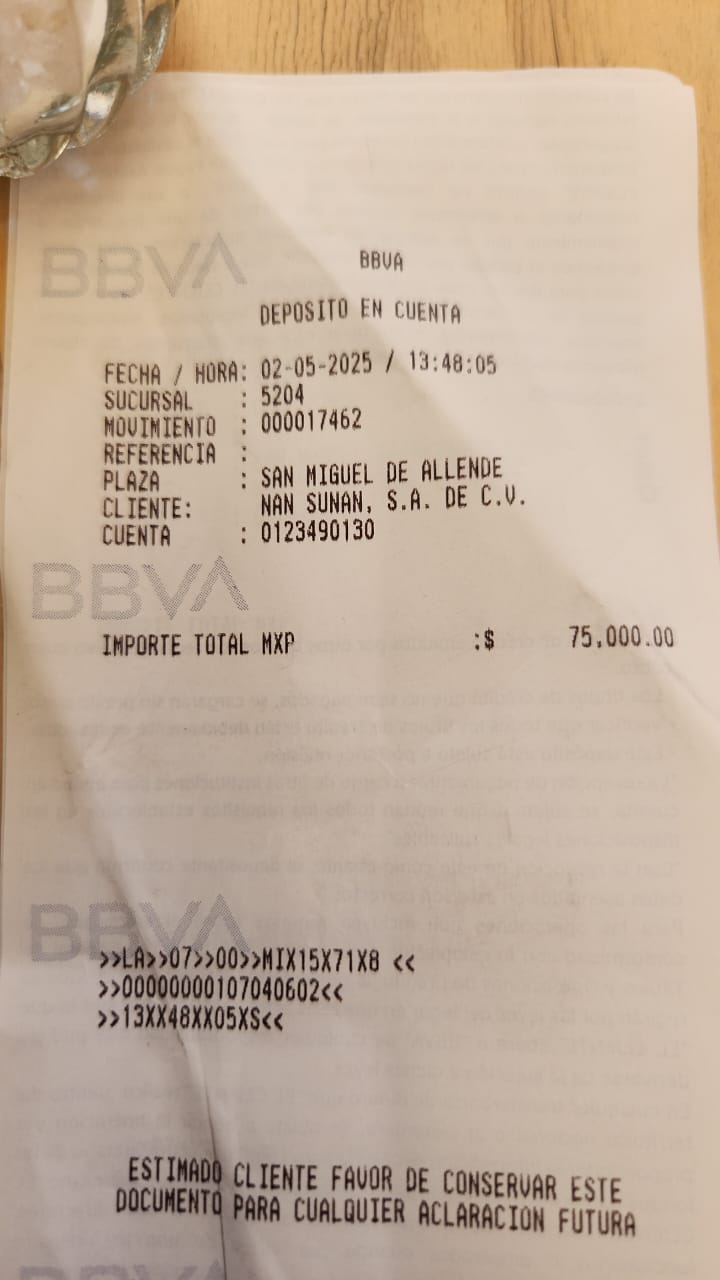 BBVA
BBVA
DEPOSITO EN CUENTA
FECHA / HORA: 02-05-2025 / 13:48:05
SUCURSAL : 5204
MOVIMIENTO : 000017462
REFERENCIA :
PLAZA : SAN MIGUEL DE ALLENDE
CLIENTE: NAN SUNAN, S.A. DE C.V.
CUENTA : 0123490130
BBVA
IMPORTE TOTAL MXP :$ 75,000.00
BBVA
>>LA>>07>>00>>MIX15X71X8 <<
>>00000000107040602<<
>>13XX48XX05XS<<
ESTIMADO CLIENTE FAVOR DE CONSERVAR ESTE
DOCUMENTO PARA CUALQUIER ACLARACION FUTURA
BBVA